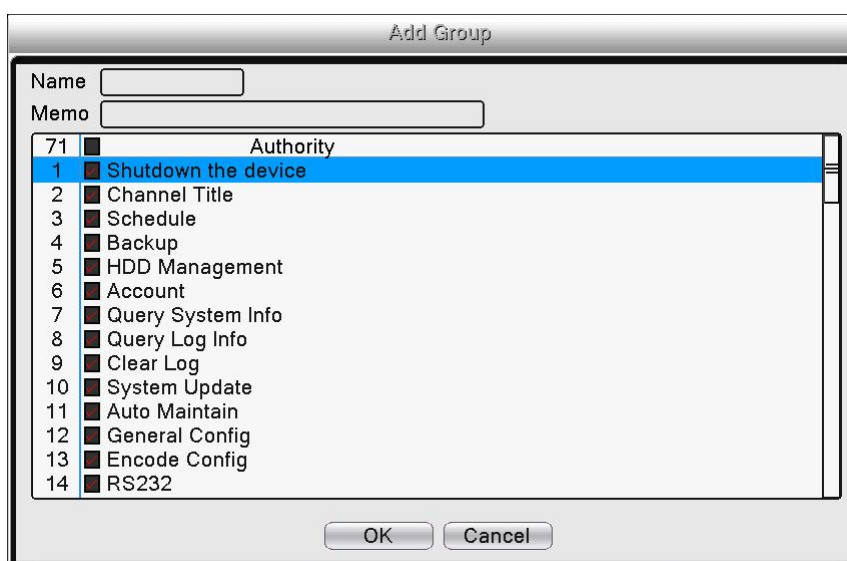 Add Group
Name
Memo
71 Authority
1 Shutdown the device
2 Channel Title
3 Schedule
4 Backup
5 HDD Management
6 Account
7 Query System Info
8 Query Log Info
9 Clear Log
10 System Update
11 Auto Maintain
12 General Config
13 Encode Config
14 RS232
OK Cancel